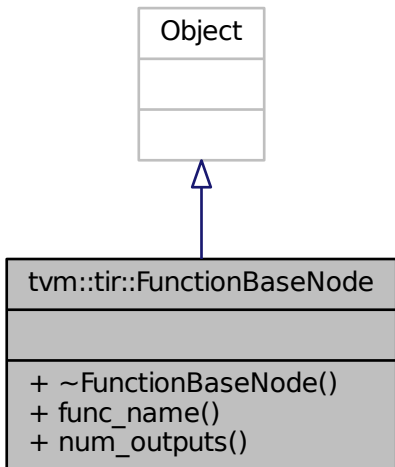 Object
tvm::tir::FunctionBaseNode
+ ~FunctionBaseNode()
+ func_name()
+ num_outputs()